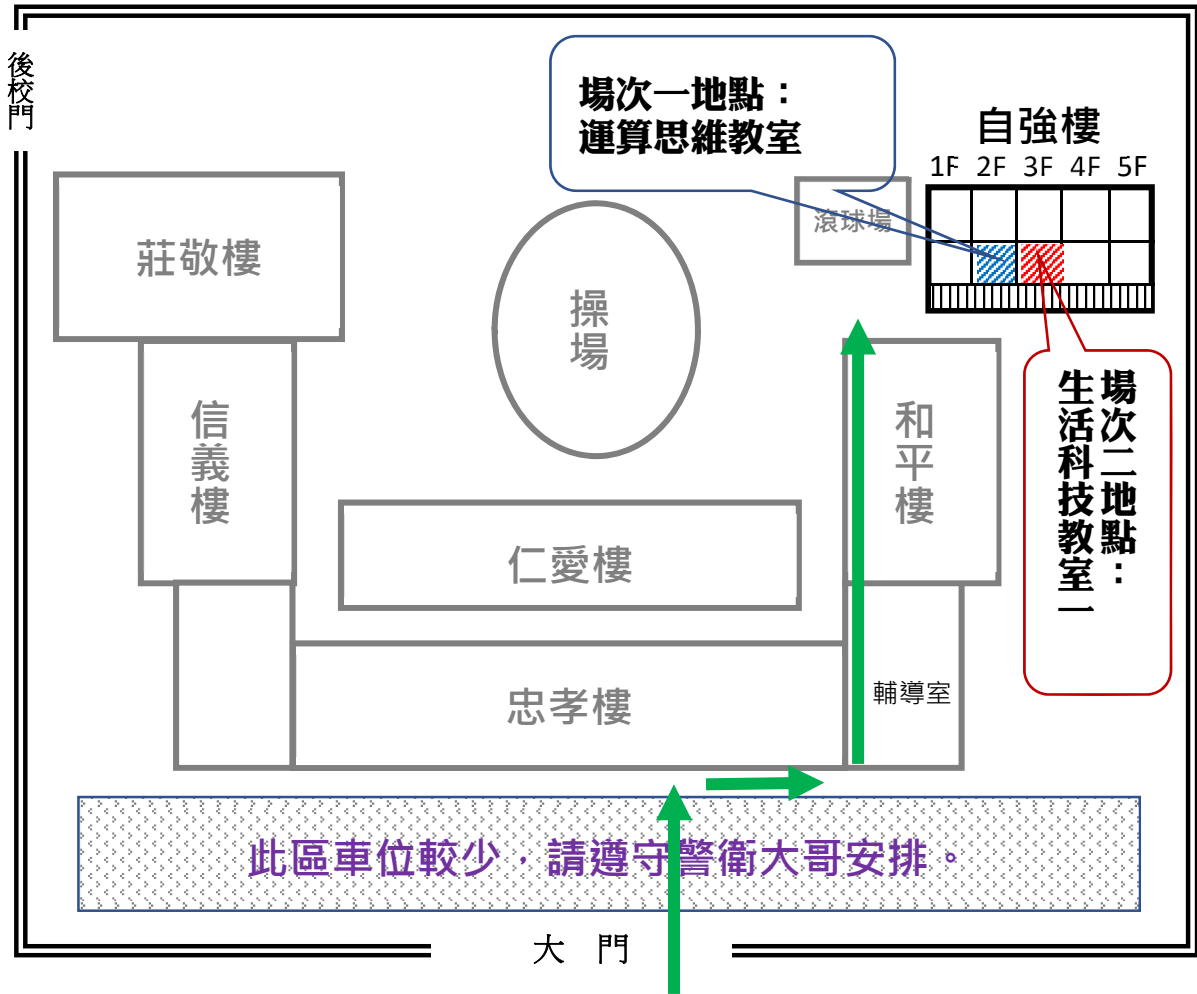 後校門
場次一地點：
運算思維教室
自強樓
1F 2F 3F 4F 5F
滾球場
莊敬樓
操場
信義樓
和平樓
場次二地點：
生活科技教室一
仁愛樓
忠孝樓
輔導室
此區車位較少，請遵守警衛大哥安排。
大 門